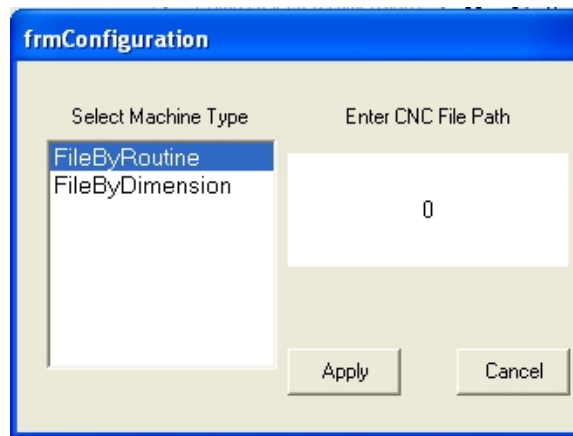 frmConfiguration
Select Machine Type
Enter CNC File Path
FileByRoutine
FileByDimension
0
Apply
Cancel